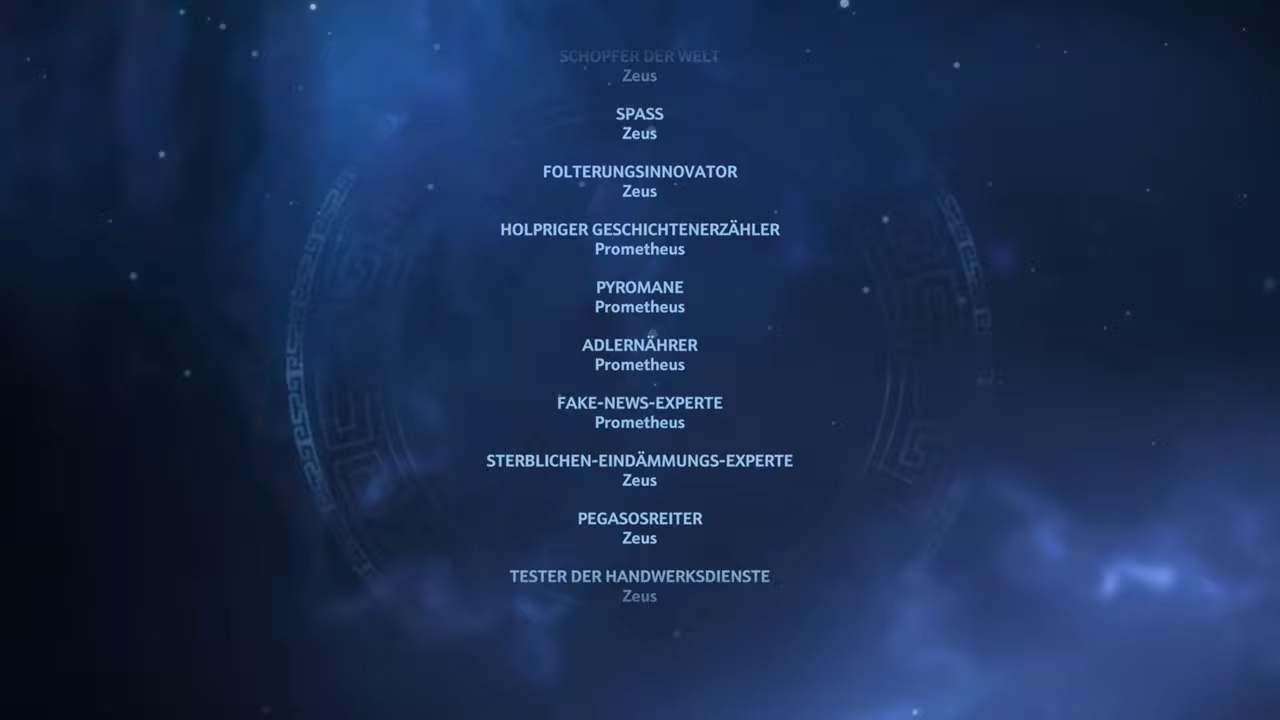 SCHÖPFER DER WELT
Zeus
SPASS
Zeus
FOLTERUNGSINNOVATOR
Zeus
HOLPRIGER GESCHICHTENERZÄHLER
Prometheus
PYROMANE
Prometheus
ADLERNÄHRER
Prometheus
FAKE-NEWS-EXPERTE
Prometheus
STERBLICHEN-EINDÄMMUNGS-EXPERTE
Zeus
PEGASOSREITER
Zeus
TESTER DER HANDWERKSDIENSTE
Zeus